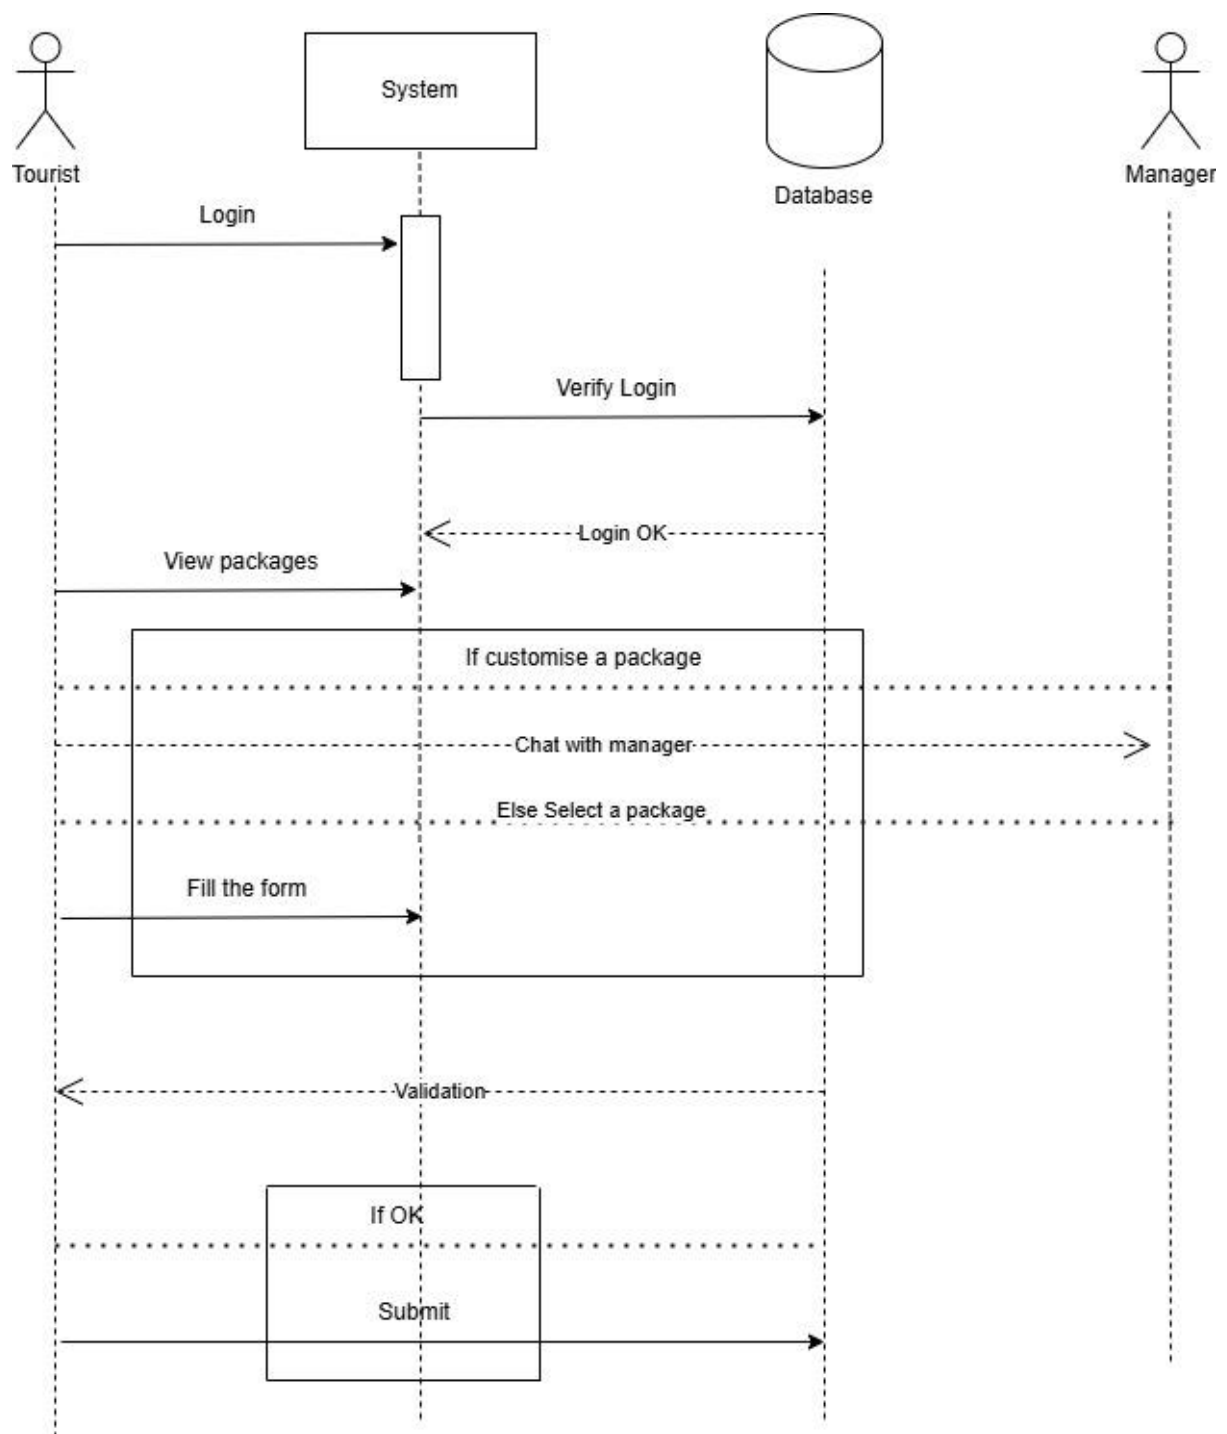 System
Tourist
Database
Manager
Login
Verify Login
Login OK
View packages
If customise a package
Chat with manager
Else Select a package
Fill the form
Validation
If OK
Submit